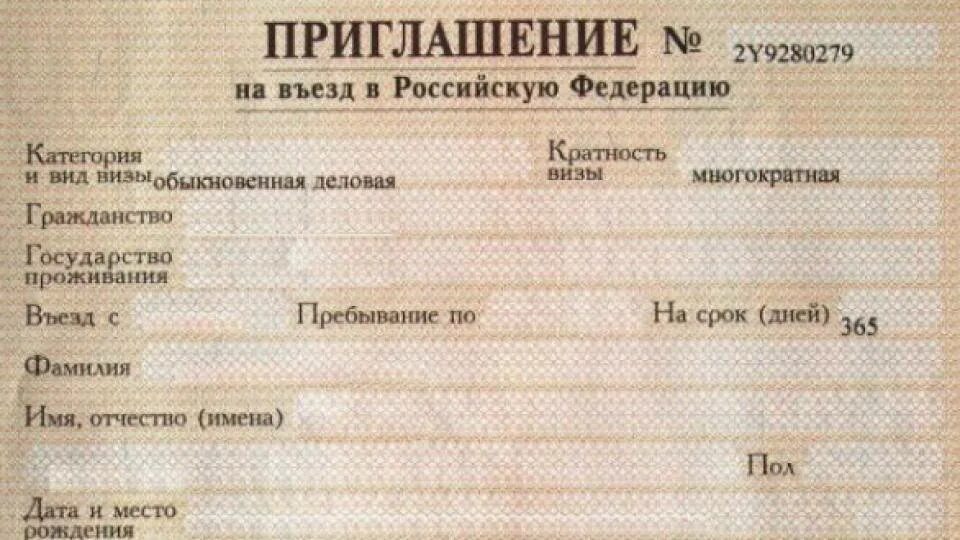 ПРИГЛАШЕНИЕ № 2Y9280279
на въезд в Российскую Федерацию
Категория и вид визы обыкновенная деловая
Кратность визы многократная
Гражданство
Государство проживания
Въезд с Пребывание по На срок (дней) 365
Фамилия
Имя, отчество (имена)
Пол
Дата и место рождения